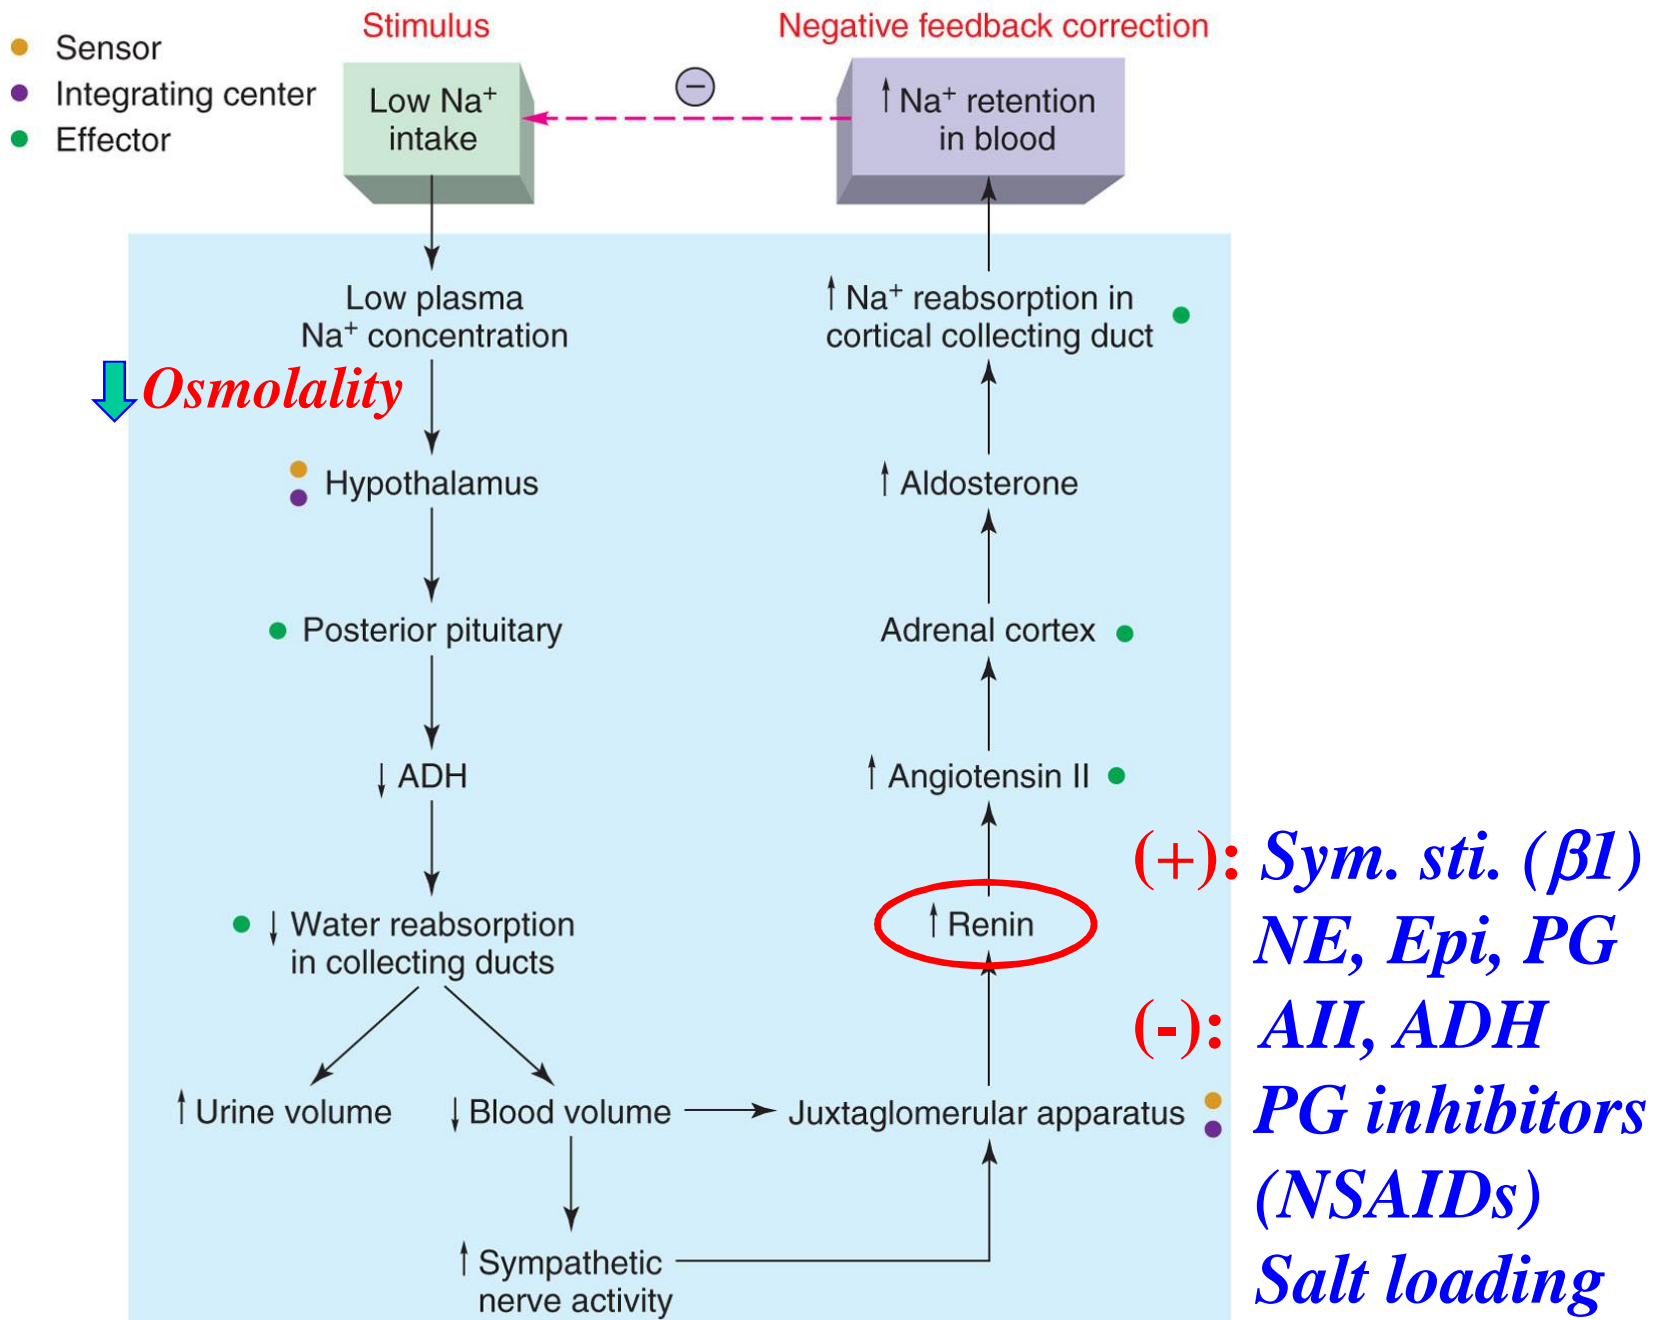 Sensor
Integrating center
Effector
Stimulus
Negative feedback correction
Low Na⁺
intake
−
↑ Na⁺ retention
in blood
Low plasma
Na⁺ concentration
Osmolality
Hypothalamus
Posterior pituitary
↓ ADH
↓ Water reabsorption
in collecting ducts
↑ Urine volume
↓ Blood volume
↑ Sympathetic
nerve activity
Juxtaglomerular apparatus
↑ Renin
↑ Angiotensin II
Adrenal cortex
↑ Aldosterone
↑ Na⁺ reabsorption in
cortical collecting duct
(+): Sym. sti. (β1)
NE, Epi, PG
(-): AII, ADH
PG inhibitors
(NSAIDs)
Salt loading